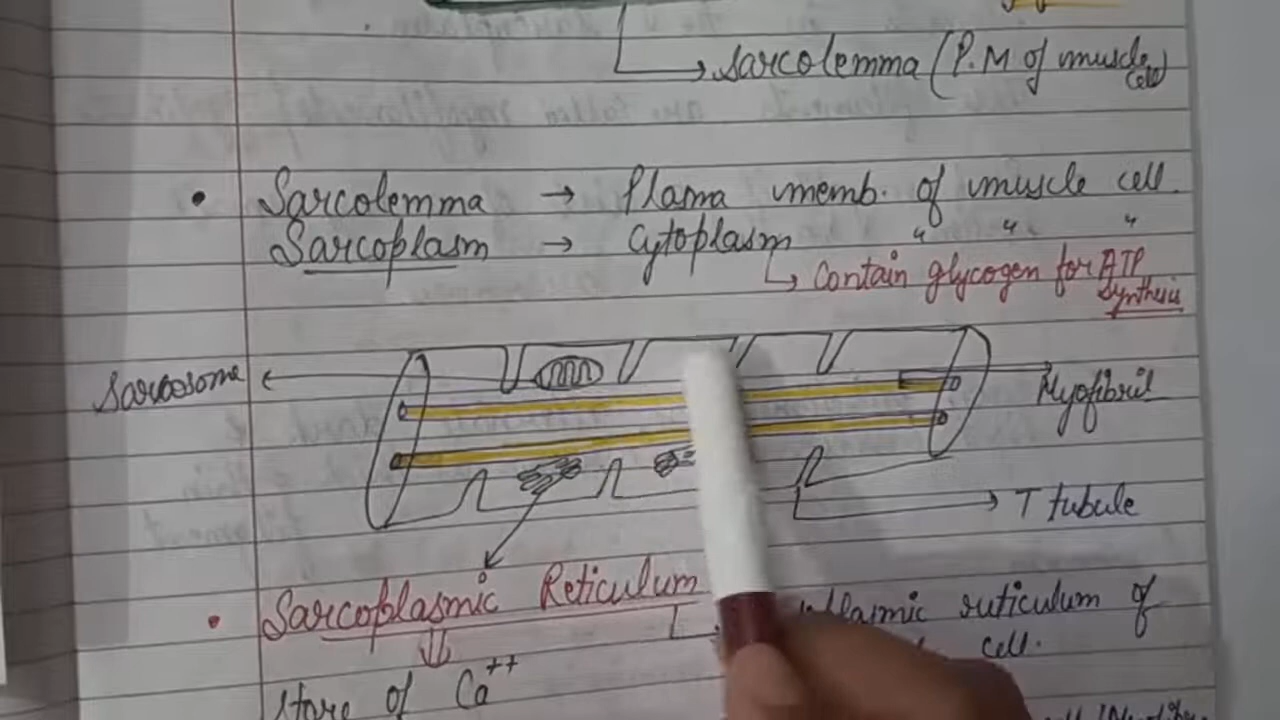 → Sarcolemma (P.M of muscle cell)
• Sarcolemma → Plama memb. of muscle cell.
Sarcoplasm → Cytoplasm " " "
↳ Contain glycogen for ATP Synthesis
Sarcosome
Myofibril
T tubule
• Sarcoplasmic Reticulum
reticulum of
cell.
Store of Ca++